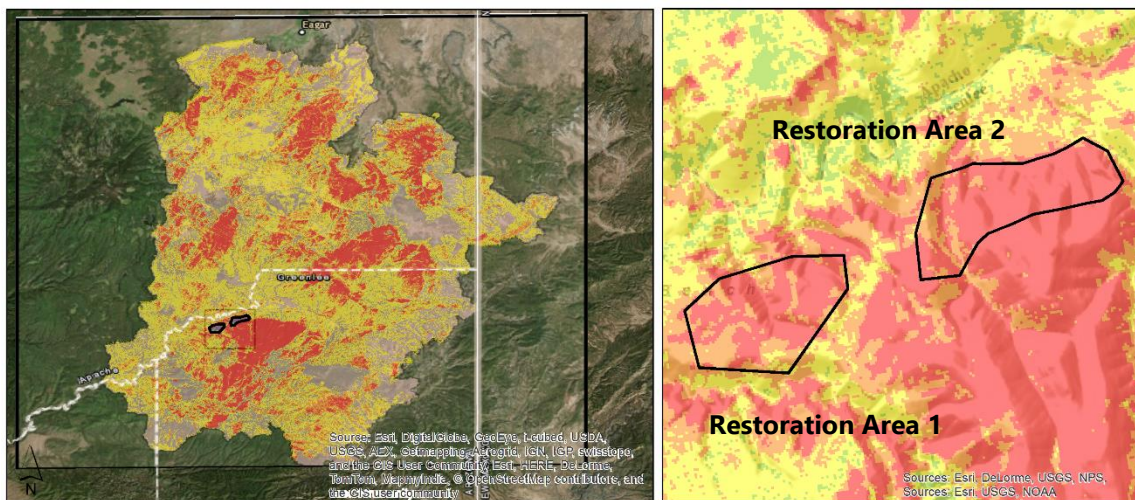 Eagar
Greenlee
Apache
N
Source: Esri, DigitalGlobe, GeoEye, i-cubed, USDA,
USGS, AEX, Getmapping, Aerogrid, IGN, IGP, swisstopo,
and the GIS User Community, Esri, HERE, DeLorme,
TomTom, MapmyIndia, © OpenStreetMap contributors, and
the GIS user community
Apache
Greenlee
Restoration Area 2
Restoration Area 1
Sources: Esri, DeLorme, USGS, NPS,
Sources: Esri, USGS, NOAA